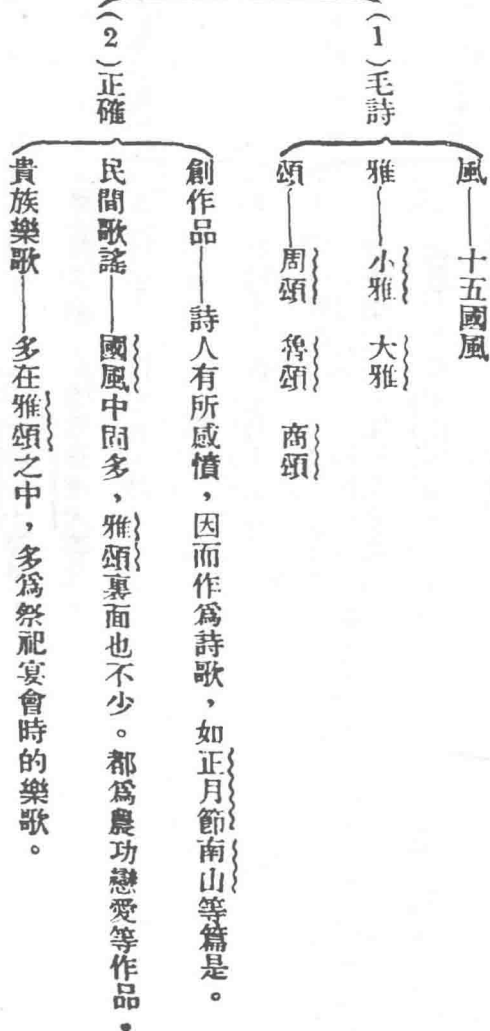 （1）毛詩
風——十五國風
雅——小雅　大雅
頌——周頌　魯頌　商頌
（2）正確
創作品——詩人有所感憤，因而作爲詩歌，如正月節南山等篇是。
民間歌謠——國風中間多，雅頌裏面也不少。都爲農功戀愛等作品．
貴族樂歌——多在雅頌之中，多爲祭祀宴會時的樂歌。